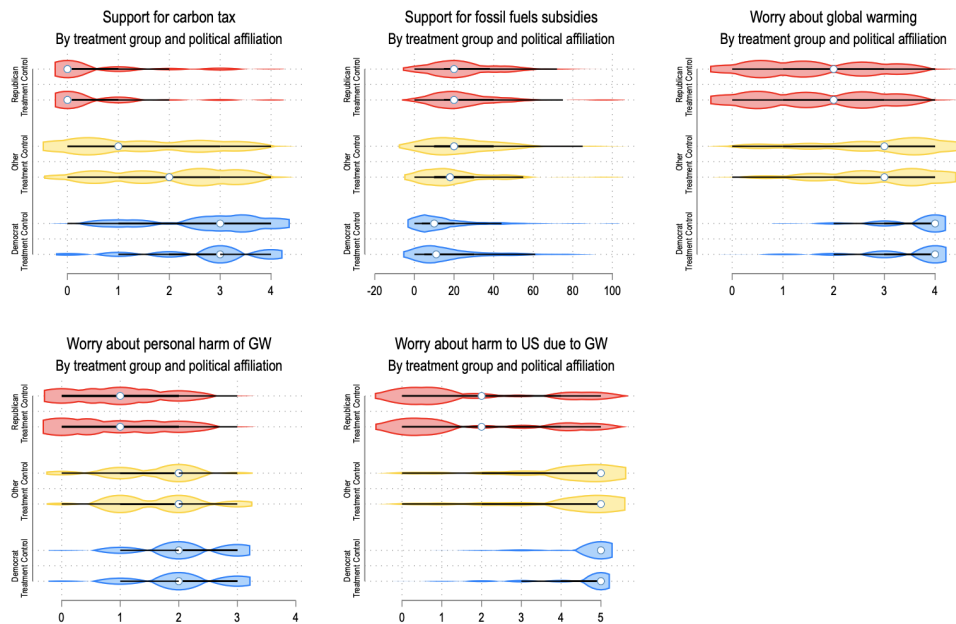 Support for carbon tax
By treatment group and political affiliation
Republican
Treatment Control
Other
Treatment Control
Democrat
Treatment Control
0 1 2 3 4
Support for fossil fuels subsidies
By treatment group and political affiliation
Republican
Treatment Control
Other
Treatment Control
Democrat
Treatment Control
-20 0 20 40 60 80 100
Worry about global warming
By treatment group and political affiliation
Republican
Treatment Control
Other
Treatment Control
Democrat
Treatment Control
0 1 2 3 4
Worry about personal harm of GW
By treatment group and political affiliation
Republican
Treatment Control
Other
Treatment Control
Democrat
Treatment Control
0 1 2 3 4
Worry about harm to US due to GW
By treatment group and political affiliation
Republican
Treatment Control
Other
Treatment Control
Democrat
Treatment Control
0 1 2 3 4 5